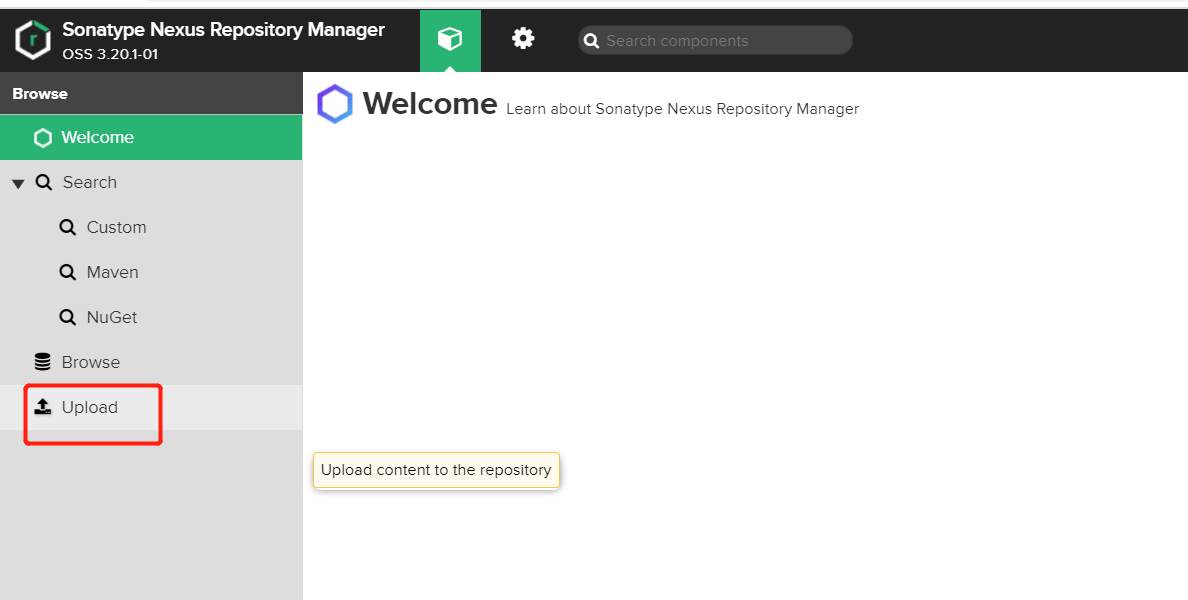 Sonatype Nexus Repository Manager
OSS 3.20.1-01
Search components
Browse
Welcome
Search
Custom
Maven
NuGet
Browse
Upload
Welcome Learn about Sonatype Nexus Repository Manager
Upload content to the repository